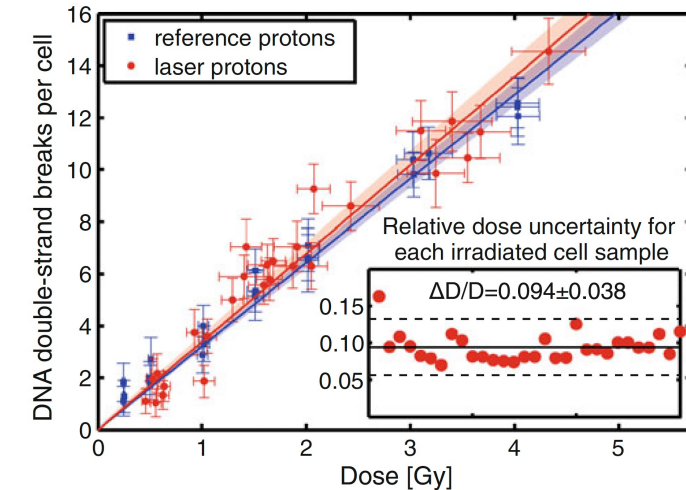 16
14
12
10
8
6
4
2
0
reference protons
laser protons
DNA double-strand breaks per cell
Relative dose uncertainty for
each irradiated cell sample
ΔD/D=0.094±0.038
0.15
0.10
0.05
0
1
2
3
4
5
Dose [Gy]